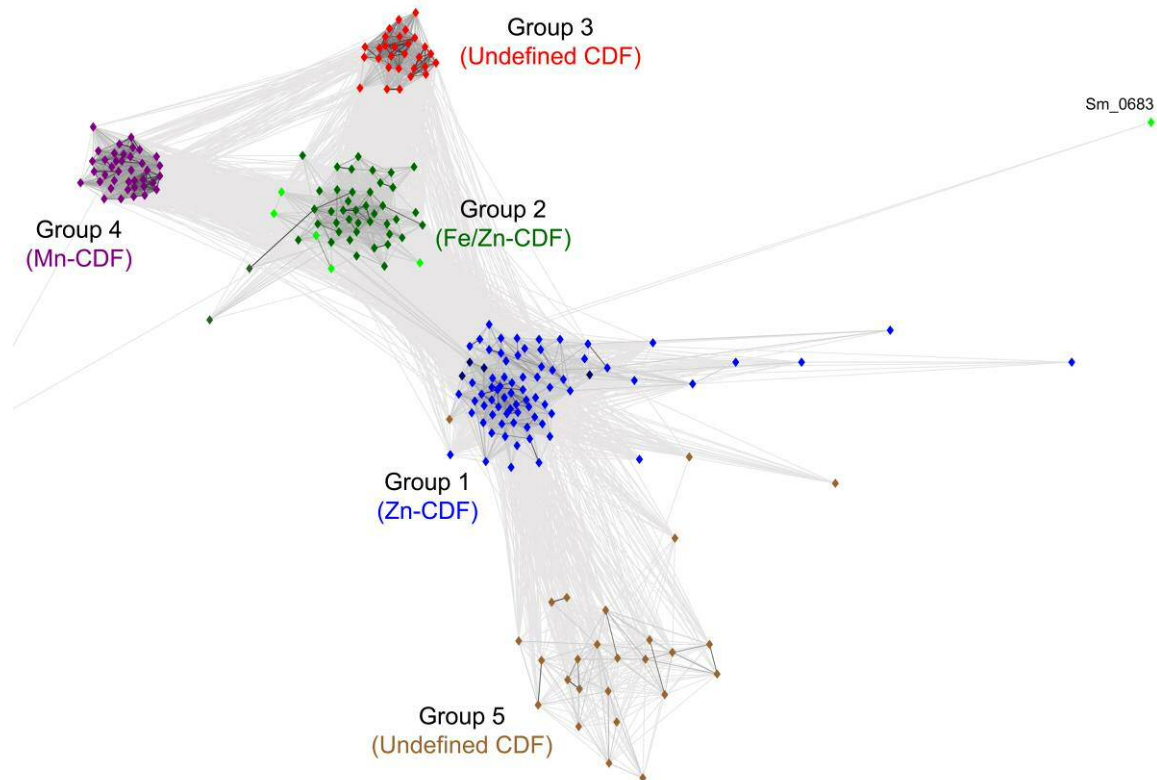 Group 3
(Undefined CDF)
Sm_0683
Group 2
(Fe/Zn-CDF)
Group 4
(Mn-CDF)
Group 1
(Zn-CDF)
Group 5
(Undefined CDF)